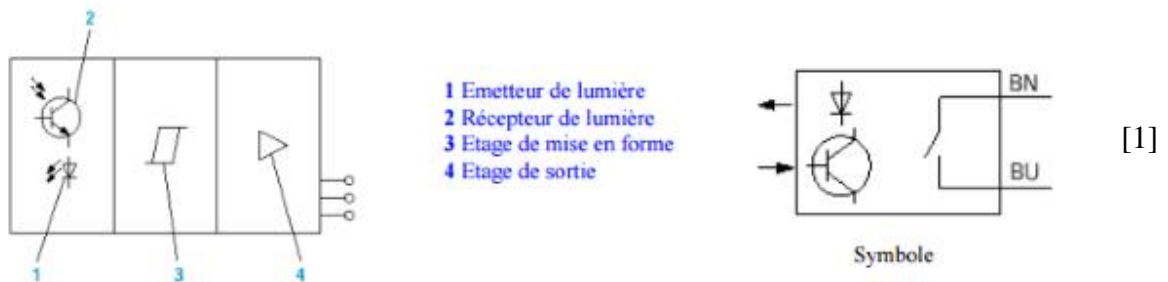 2
1 Emetteur de lumière
2 Récepteur de lumière
3 Etage de mise en forme
4 Etage de sortie
BN
BU
[1]
Symbole
1
3
4